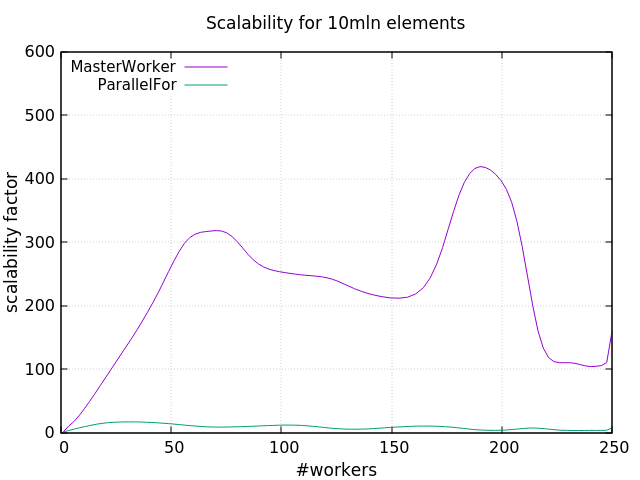 Scalability for 10mln elements
600
500
400
300
200
100
0
scalability factor
MasterWorker
ParallelFor
0 50 100 150 200 250
#workers